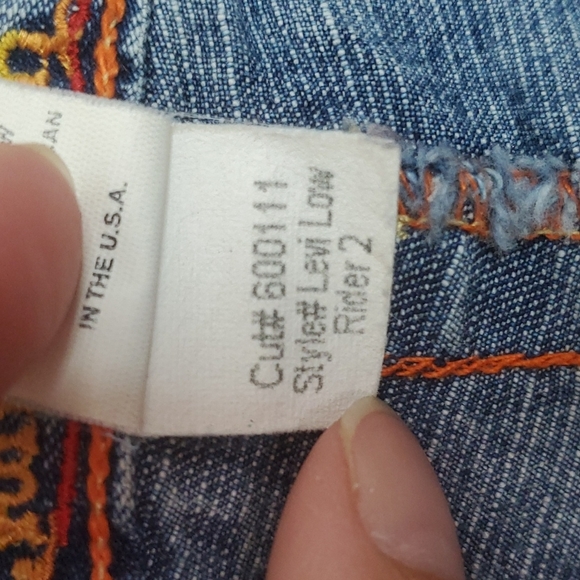 IN THE U.S.A.
Cut# 600111
Style# Levi Low
Rider 2